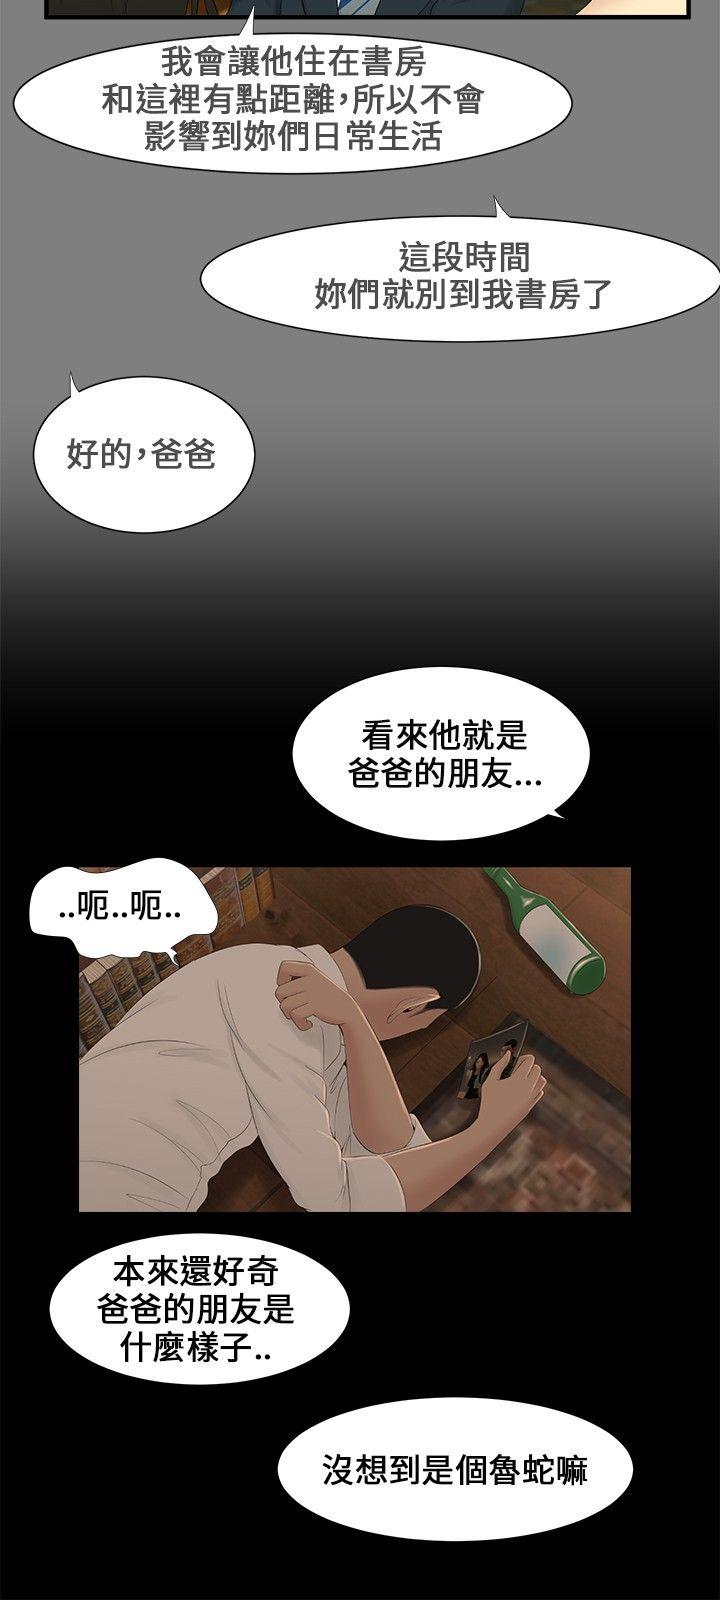 我會讓他住在書房
和這裡有點距離，所以不會
影響到妳們日常生活
這段時間
妳們就別到我書房了
好的，爸爸
看來他就是
爸爸的朋友...
..呃..呃..
本來還好奇
爸爸的朋友是
什麼樣子..
沒想到是個魯蛇嘛